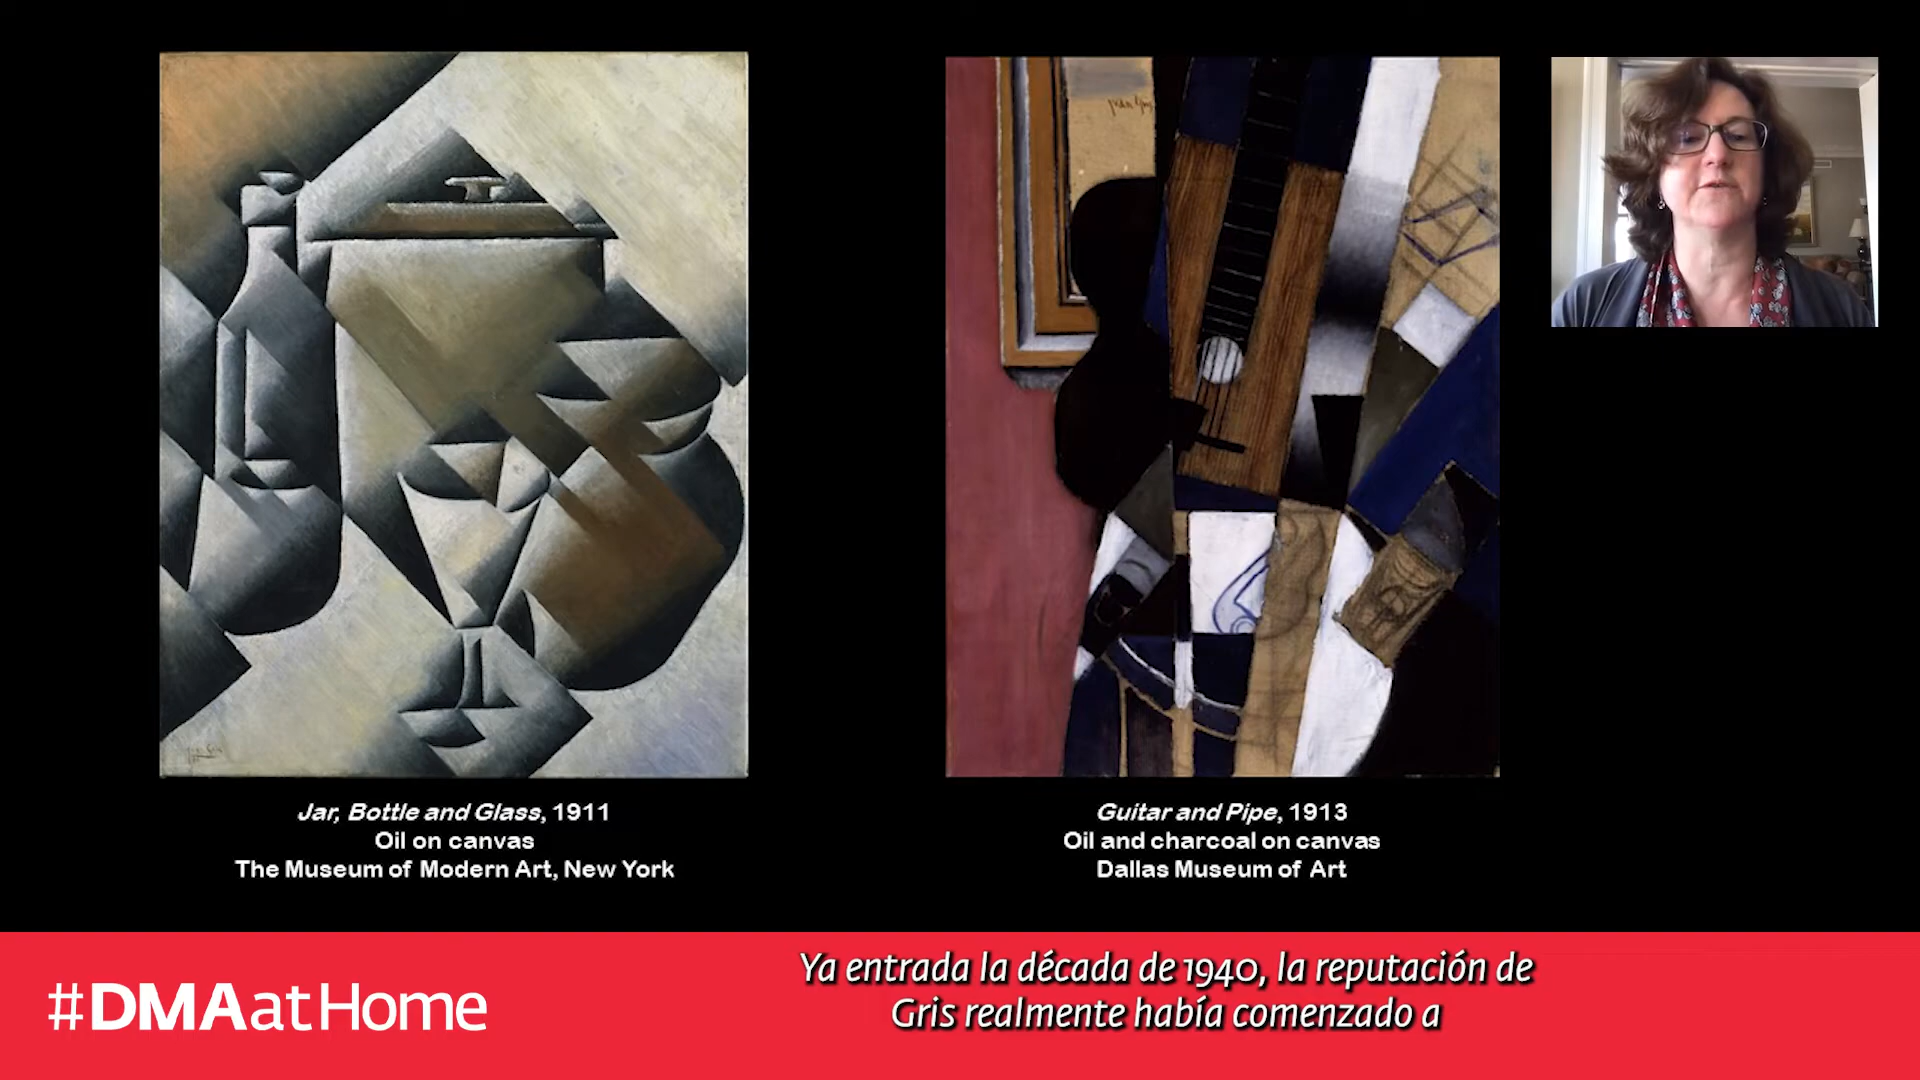 Juan Gris
Jar, Bottle and Glass, 1911
Oil on canvas
The Museum of Modern Art, New York
Guitar and Pipe, 1913
Oil and charcoal on canvas
Dallas Museum of Art
#DMAatHome
Ya entrada la década de 1940, la reputación de
Gris realmente había comenzado a